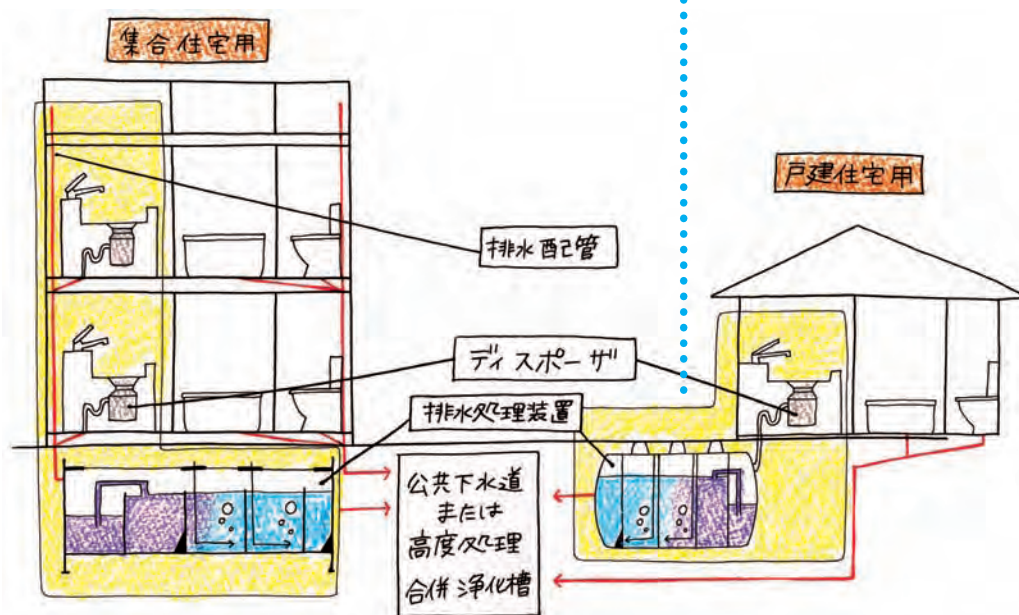 集合住宅用
戸建住宅用
排水配管
ディスポーザ
排水処理装置
公共下水道
または
高度処理
合併浄化槽